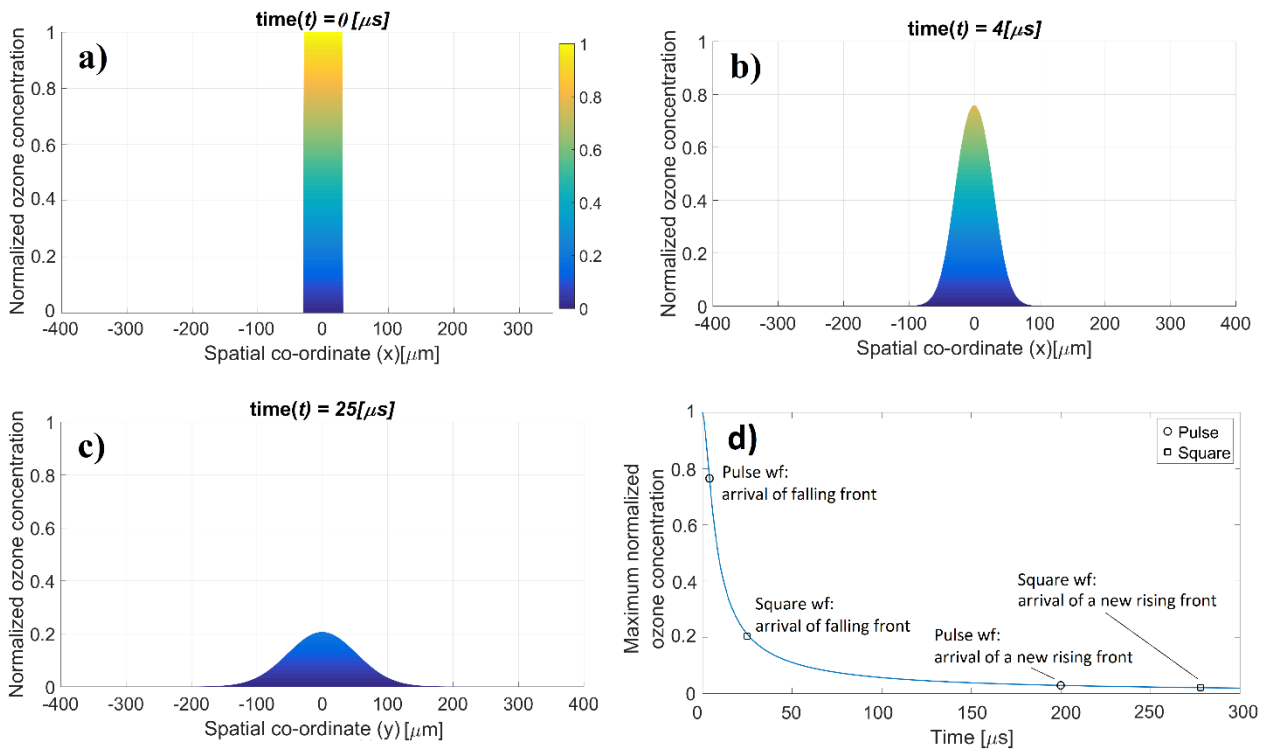 time(t) = 0 [μs]
a)
Normalized ozone concentration
1
0.8
0.6
0.4
0.2
0
-400 -300 -200 -100 0 100 200 300
Spatial co-ordinate (x)[μm]
1
0.8
0.6
0.4
0.2
0
time(t) = 4[μs]
b)
Normalized ozone concentration
1
0.8
0.6
0.4
0.2
0
-400 -300 -200 -100 0 100 200 300 400
Spatial co-ordinate (x)[μm]
time(t) = 25[μs]
c)
Normalized ozone concentration
1
0.8
0.6
0.4
0.2
0
-400 -300 -200 -100 0 100 200 300 400
Spatial co-ordinate (y) [μm]
d)
Maximum normalized
ozone concentration
1
0.8
0.6
0.4
0.2
0
Pulse
Square
Pulse wf:
arrival of falling front
Square wf:
arrival of falling front
Square wf:
arrival of a new rising front
Pulse wf:
arrival of a new rising front
0 50 100 150 200 250 300
Time [μs]